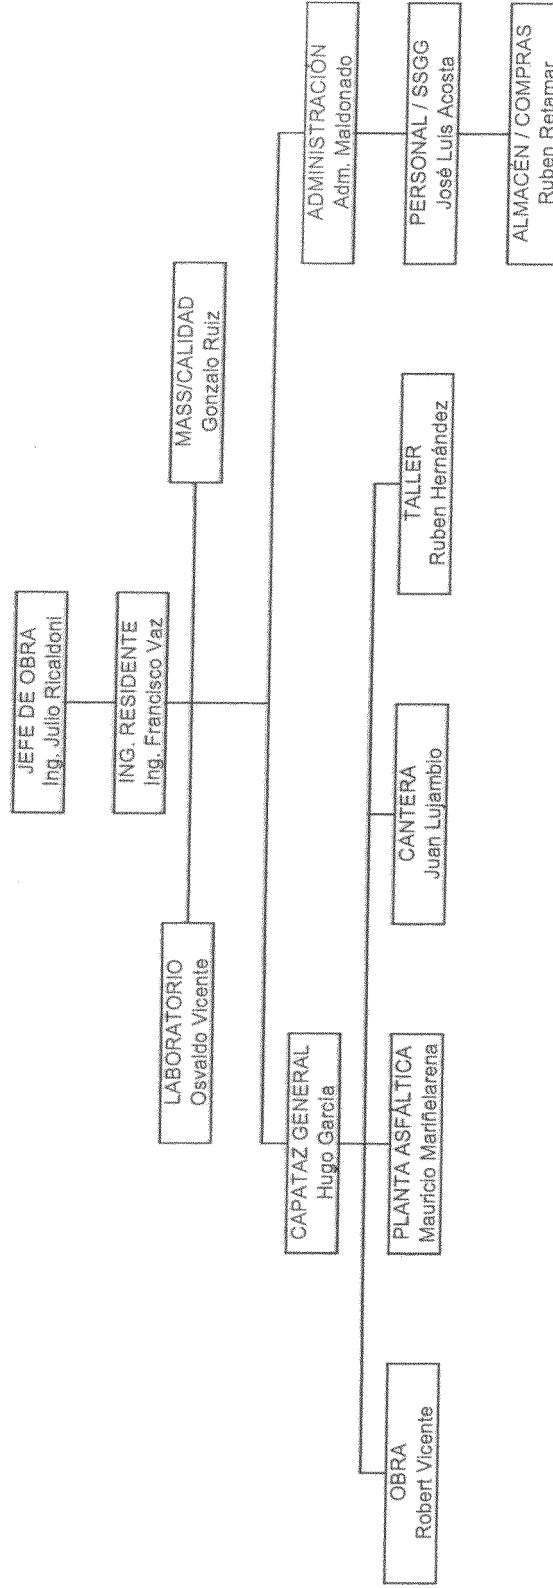 JEFE DE OBRA
Ing. Julio Ricaldoni
ING. RESIDENTE
Ing. Francisco Vaz
LABORATORIO
Osvaldo Vicente
MASS/CALIDAD
Gonzalo Ruiz
CAPATAZ GENERAL
Hugo García
ADMINISTRACIÓN
Adm. Maldonado
OBRA
Robert Vicente
PLANTA ASFÁLTICA
Mauricio Mariñelarena
CANTERA
Juan Lujambio
TALLER
Ruben Hernández
PERSONAL / SSGG
José Luis Acosta
ALMACÉN / COMPRAS
Ruben Retamar